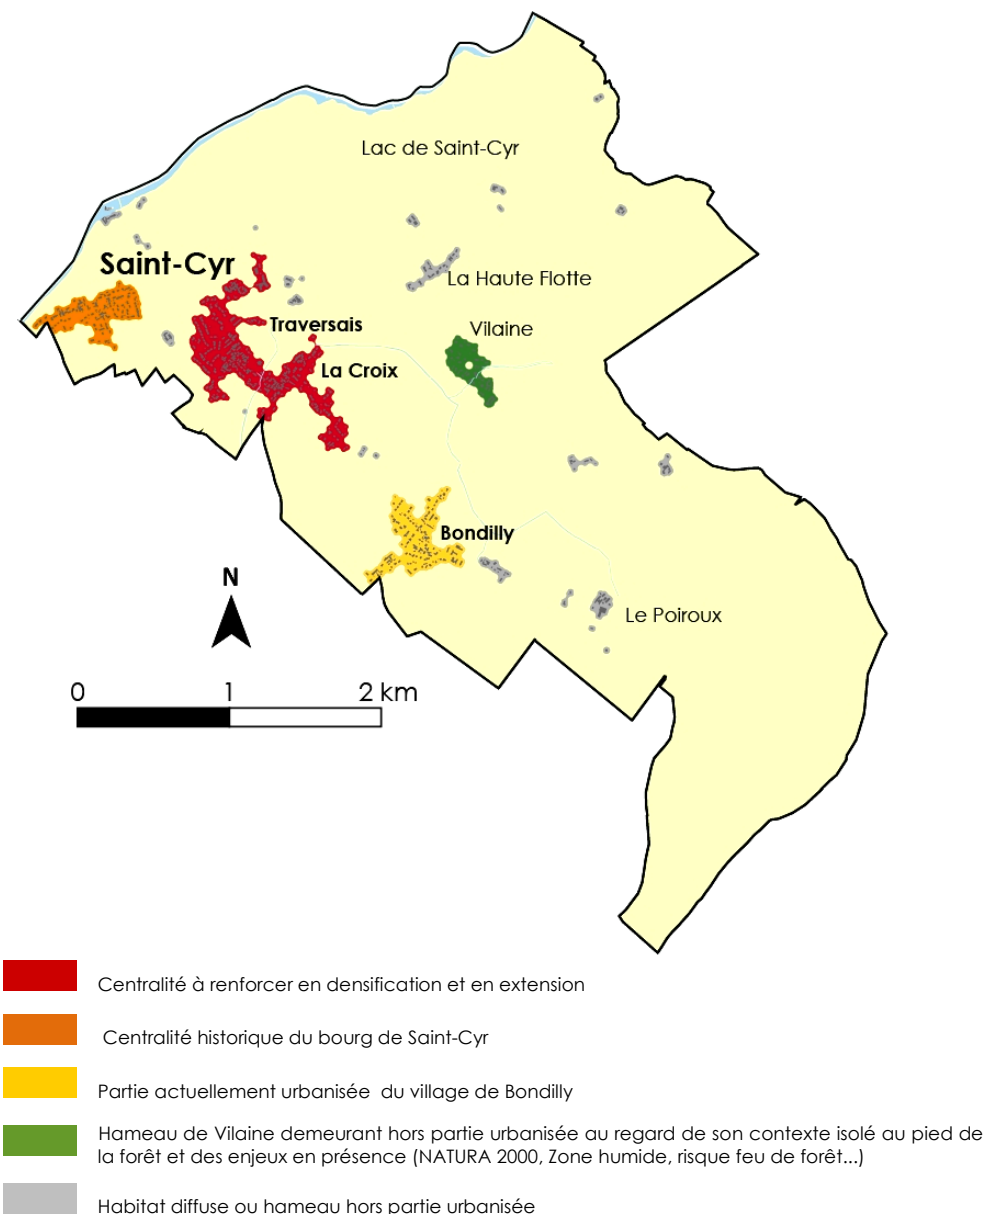 Lac de Saint-Cyr
Saint-Cyr
La Haute Flotte
Traversais
Vilaine
La Croix
Bondilly
N
Le Poiroux
0 1 2 km
Centralité à renforcer en densification et en extension
Centralité historique du bourg de Saint-Cyr
Partie actuellement urbanisée du village de Bondilly
Hameau de Vilaine demeurant hors partie urbanisée au regard de son contexte isolé au pied de
la forêt et des enjeux en présence (NATURA 2000, Zone humide, risque feu de forêt...)
Habitat diffuse ou hameau hors partie urbanisée